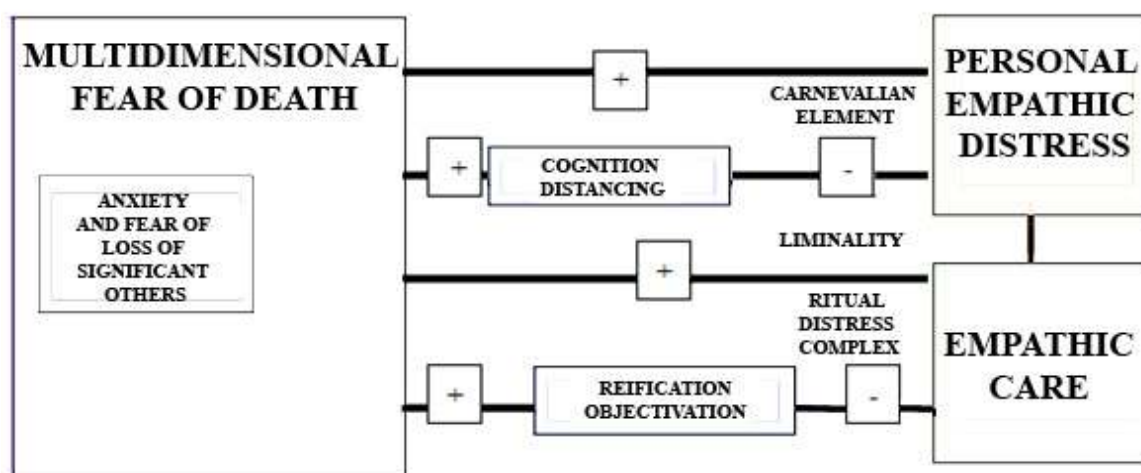 MULTIDIMENSIONAL
FEAR OF DEATH
ANXIETY
AND FEAR OF
LOSS OF
SIGNIFICANT
OTHERS
+
CARNEVALIAN
ELEMENT
+
COGNITION
DISTANCING
-
LIMINALITY
+
RITUAL
DISTRESS
COMPLEX
+
REIFICATION
OBJECTIVATION
-
PERSONAL
EMPATHIC
DISTRESS
EMPATHIC
CARE